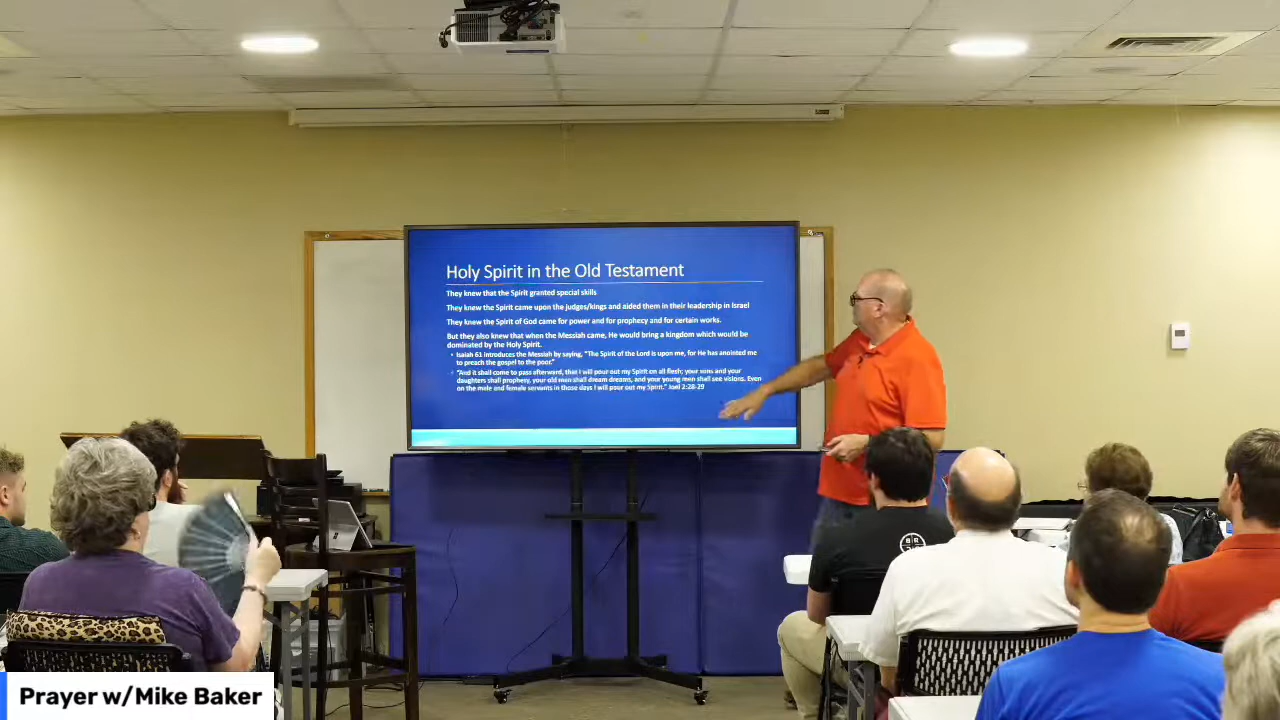 Holy Spirit in the Old Testament
They knew that the Spirit granted special skills
They knew the Spirit came upon the judges/kings and aided them in their leadership in Israel
They knew the Spirit of God came for power and for prophecy and for certain works.
But they also knew that when the Messiah came, He would bring a kingdom which would be
dominated by the Holy Spirit.
• Isaiah 61 introduces the Messiah by saying, "The Spirit of the Lord is upon me, for He has anointed me
to preach the gospel to the poor."
• "And it shall come to pass afterward, that I will pour out my Spirit on all flesh; your sons and your
daughters shall prophesy, your old men shall dream dreams, and your young men shall see visions. Even
on the male and female servants in those days I will pour out my Spirit." Joel 2:28-29
Prayer w/Mike Baker